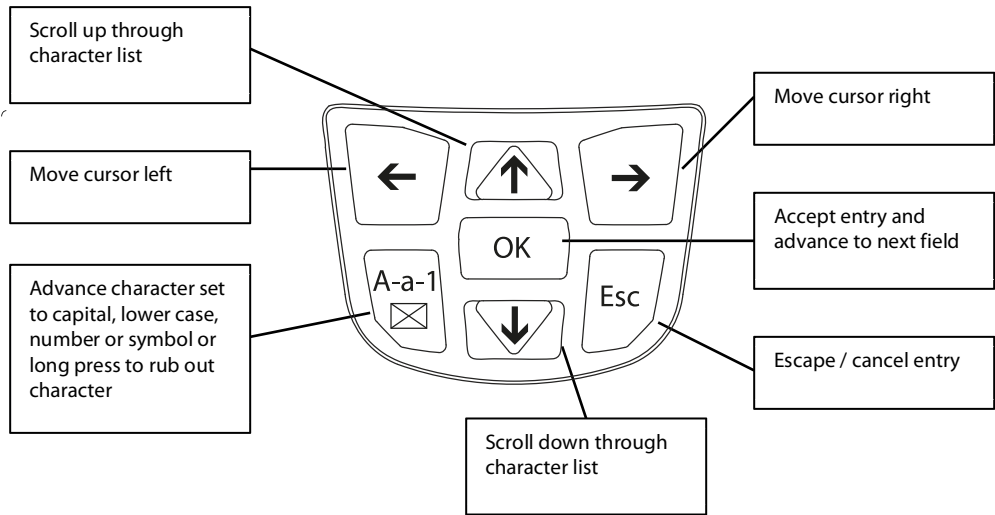 Scroll up through
character list
Move cursor right
Move cursor left
Accept entry and
advance to next field
OK
A-a-1
Esc
Advance character set
to capital, lower case,
number or symbol or
long press to rub out
character
Escape / cancel entry
Scroll down through
character list